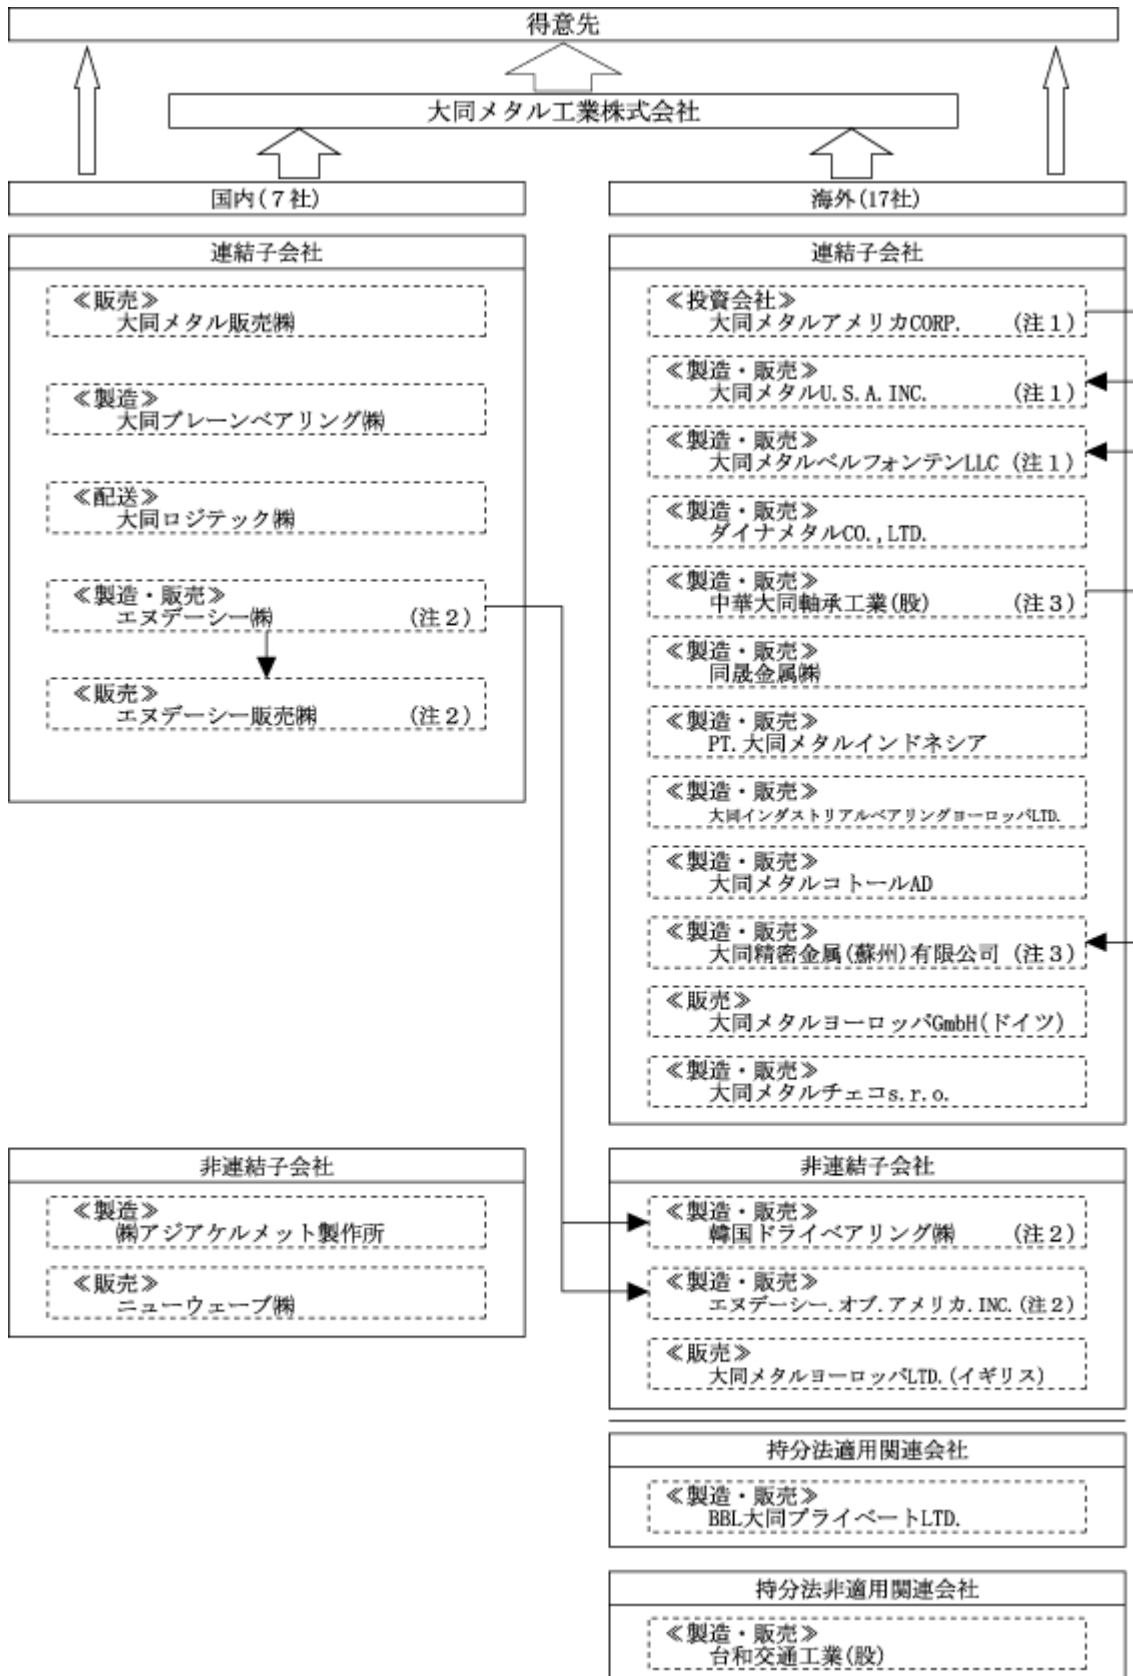 得意先
大同メタル工業株式会社
国内(7社)
連結子会社
≪販売≫
大同メタル販売㈱
≪製造≫
大同プレーンベアリング㈱
≪配送≫
大同ロジテック㈱
≪製造・販売≫
エヌデーシー㈱ (注2)
≪販売≫
エヌデーシー販売㈱ (注2)
非連結子会社
≪製造≫
㈱アジアケルメット製作所
≪販売≫
ニューウェーブ㈱
海外(17社)
連結子会社
≪投資会社≫
大同メタルアメリカCORP. (注1)
≪製造・販売≫
大同メタルU.S.A.INC. (注1)
≪製造・販売≫
大同メタルベルフォンテンLLC (注1)
≪製造・販売≫
ダイナメタルCO.,LTD.
≪製造・販売≫
中華大同軸承工業(股) (注3)
≪製造・販売≫
同晟金属㈱
≪製造・販売≫
PT.大同メタルインドネシア
≪製造・販売≫
大同インダストリアルベアリングヨーロッパLTD.
≪製造・販売≫
大同メタルコトールAD
≪製造・販売≫
大同精密金属(蘇州)有限公司 (注3)
≪販売≫
大同メタルヨーロッパGmbH(ドイツ)
≪製造・販売≫
大同メタルチェコs.r.o.
非連結子会社
≪製造・販売≫
韓国ドライベアリング㈱ (注2)
≪製造・販売≫
エヌデーシー.オブ.アメリカ.INC.(注2)
≪販売≫
大同メタルヨーロッパLTD.(イギリス)
持分法適用関連会社
≪製造・販売≫
BBL大同プライベートLTD.
持分法非適用関連会社
≪製造・販売≫
台和交通工業(股)